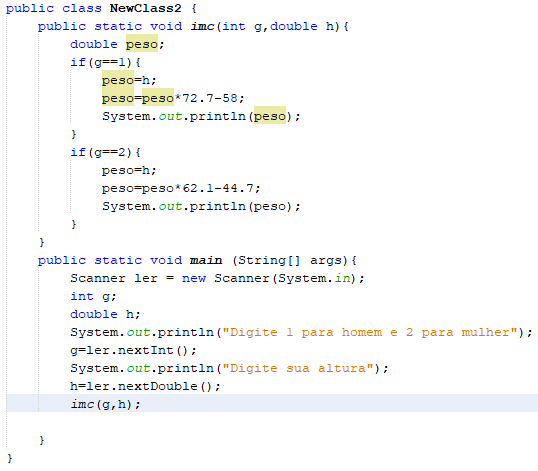 public class NewClass2 {
public static void imc(int g,double h){
double peso;
if(g==1){
peso=h;
peso=peso*72.7-58;
System.out.println(peso);
}
if(g==2){
peso=h;
peso=peso*62.1-44.7;
System.out.println(peso);
}
}
public static void main (String[] args){
Scanner ler = new Scanner(System.in);
int g;
double h;
System.out.println("Digite 1 para homem e 2 para mulher");
g=ler.nextInt();
System.out.println("Digite sua altura");
h=ler.nextDouble();
imc(g,h);
}
}